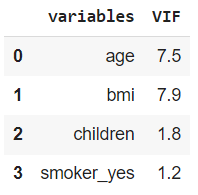 variables VIF
0 age 7.5
1 bmi 7.9
2 children 1.8
3 smoker_yes 1.2